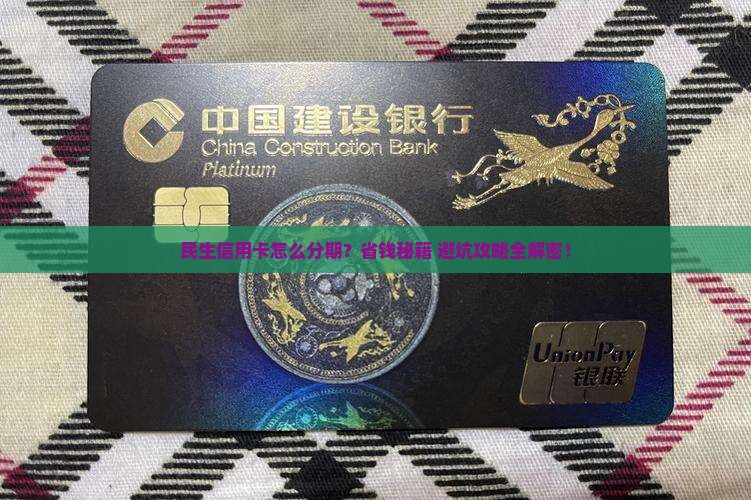 中国建设银行
China Construction Bank
Platinum
民生信用卡怎么分期？省钱秘籍 避坑攻略全解密！
UnionPay
银联